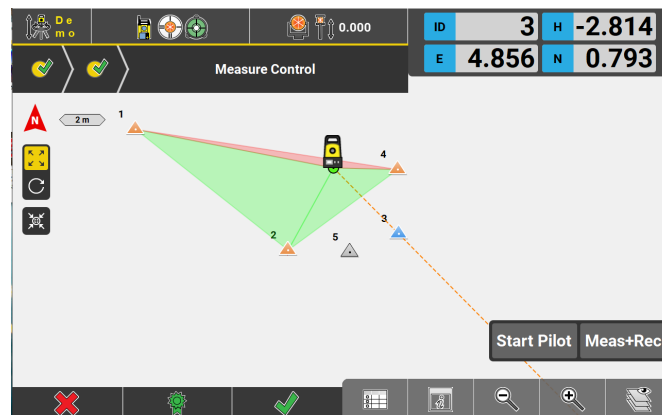 De
mo
0.000
ID 3 H -2.814
E 4.856 N 0.793
Measure Control
N
2 m
1
4
3
2
5
Start Pilot Meas+Rec